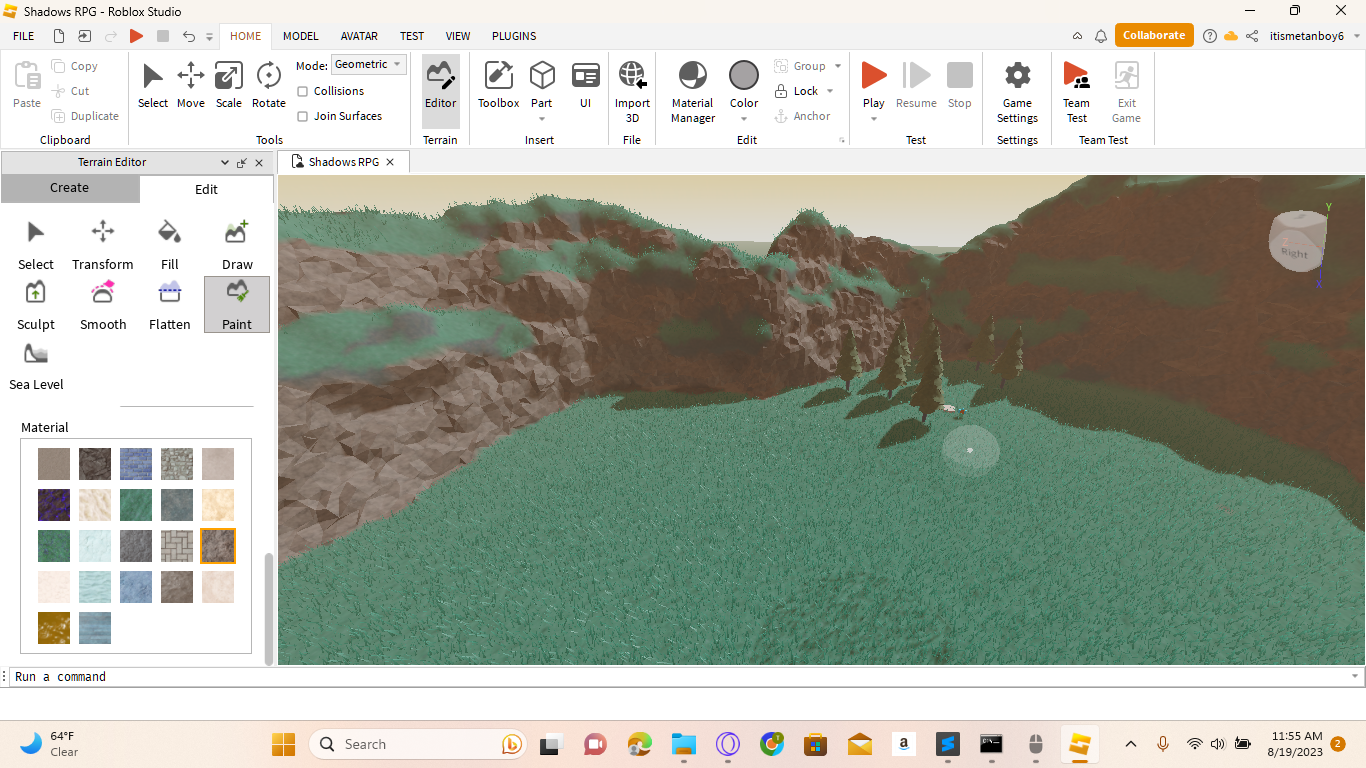 Shadows RPG - Roblox Studio
FILE
HOME
MODEL
AVATAR
TEST
VIEW
PLUGINS
Collaborate
itismetanboy6
Paste
Copy
Cut
Duplicate
Clipboard
Select
Move
Scale
Rotate
Mode:
Geometric
Collisions
Join Surfaces
Tools
Editor
Terrain
Toolbox
Part
UI
Insert
Import
3D
File
Material
Manager
Color
Group
Lock
Anchor
Edit
Play
Resume
Stop
Test
Game
Settings
Settings
Team
Test
Exit
Game
Team Test
Terrain Editor
Shadows RPG
Create
Edit
Select
Transform
Fill
Draw
Sculpt
Smooth
Flatten
Paint
Sea Level
Material
Y
Right
X
Run a command
64°F
Clear
Search
a
11:55 AM
8/19/2023
2